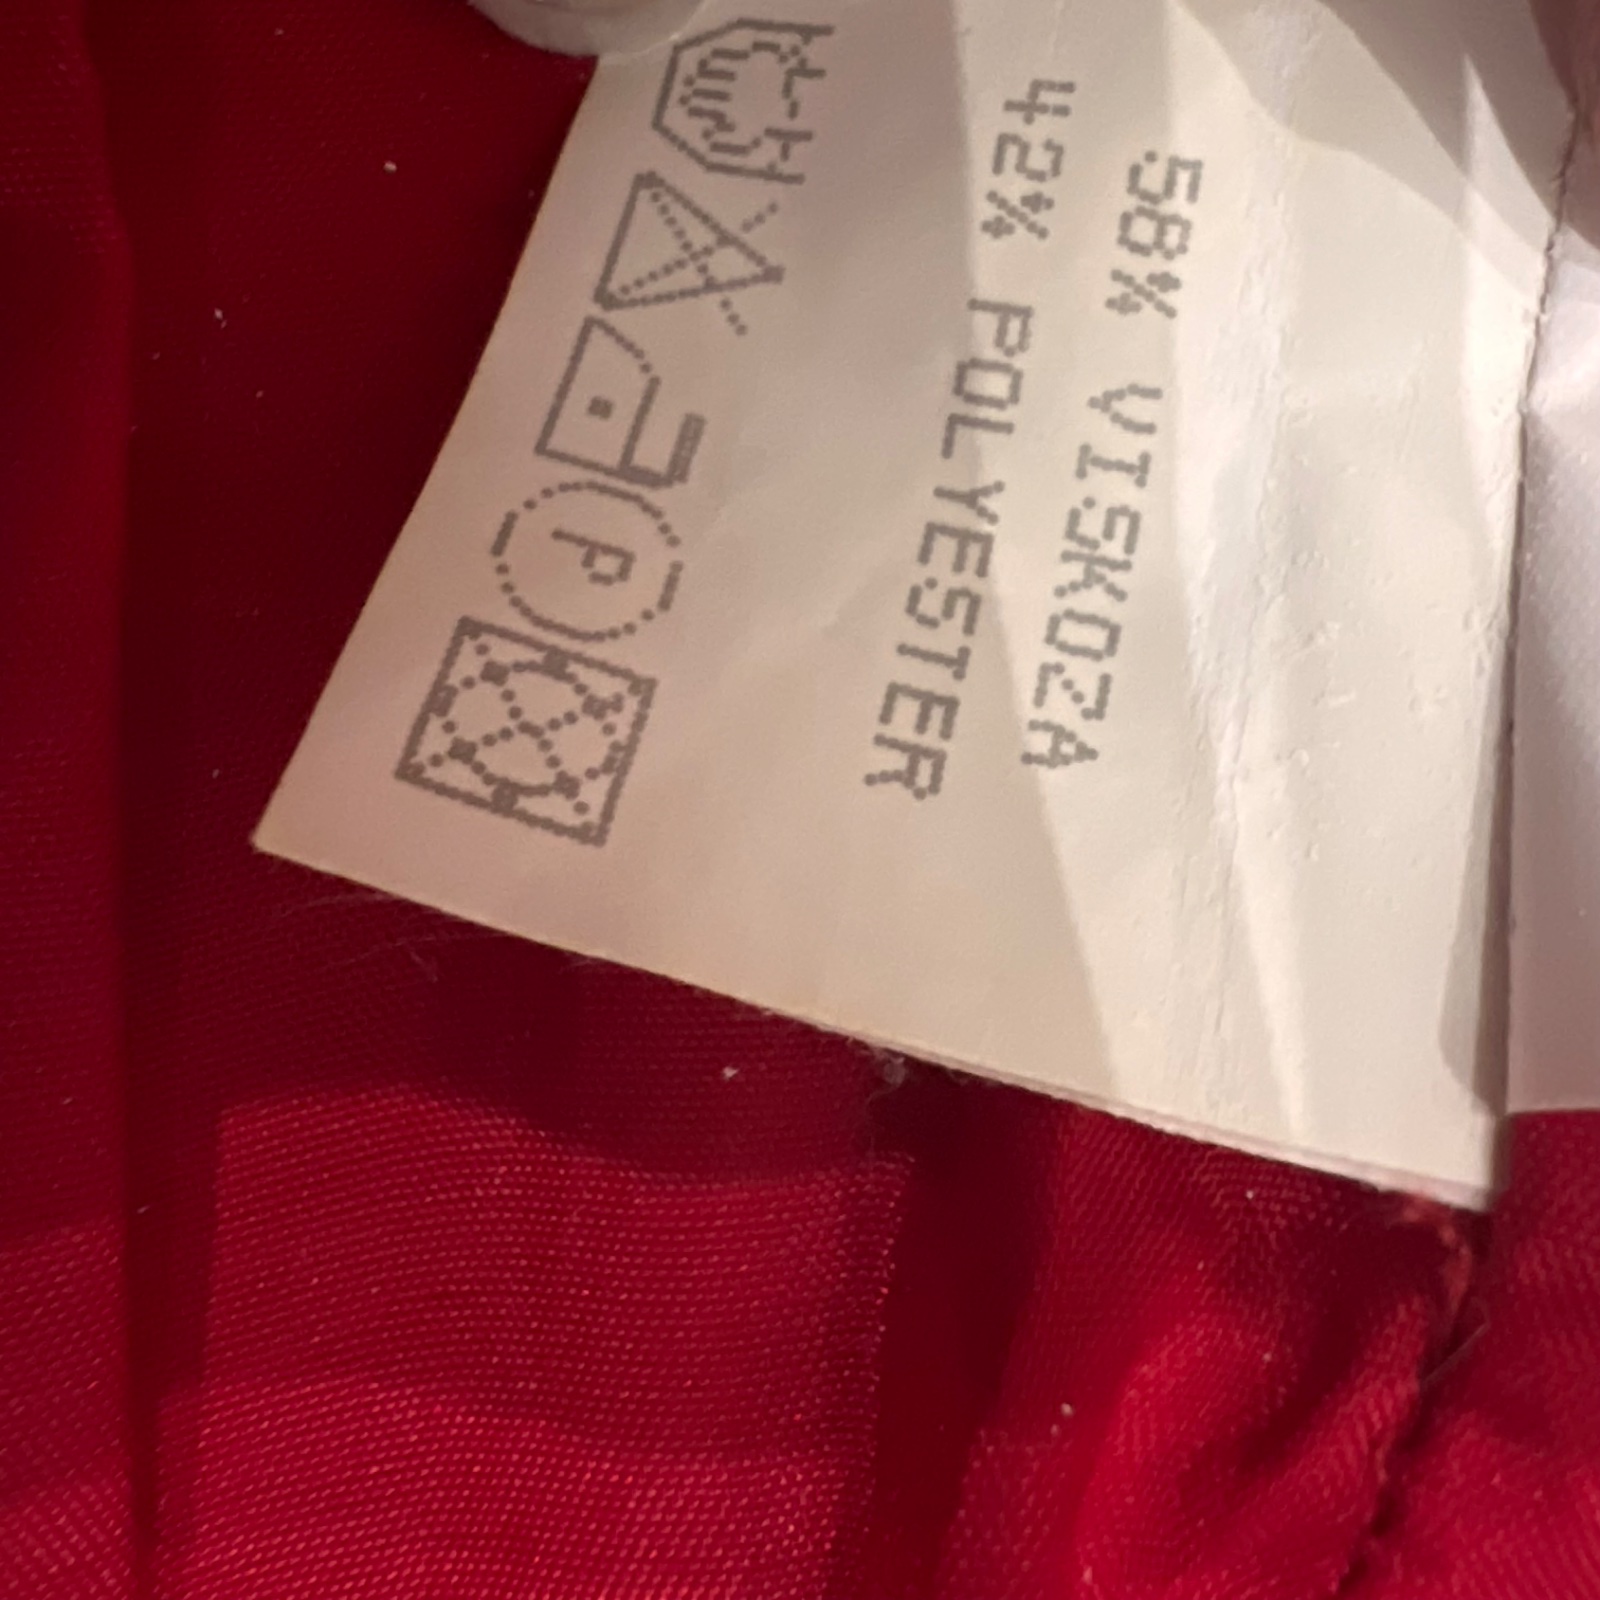 58% VISKOZA
42% POLYESTER
P